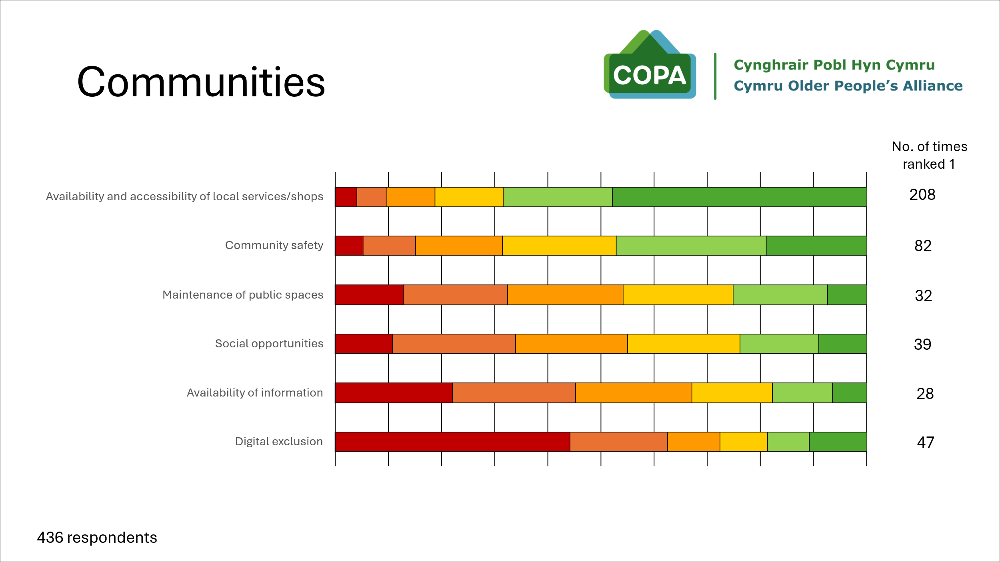 Communities
COPA
Cynghrair Pobl Hyn Cymru
Cymru Older People’s Alliance
No. of times
ranked 1
Availability and accessibility of local services/shops
208
Community safety
82
Maintenance of public spaces
32
Social opportunities
39
Availability of information
28
Digital exclusion
47
436 respondents